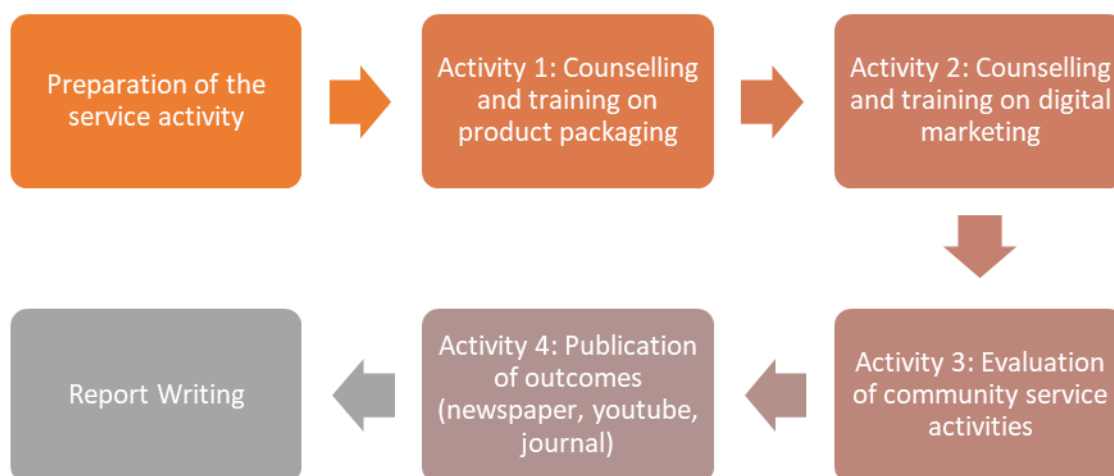 Preparation of the
service activity
Activity 1: Counselling
and training on
product packaging
Activity 2: Counselling
and training on digital
marketing
Activity 3: Evaluation
of community service
activities
Activity 4: Publication
of outcomes
(newspaper, youtube,
journal)
Report Writing